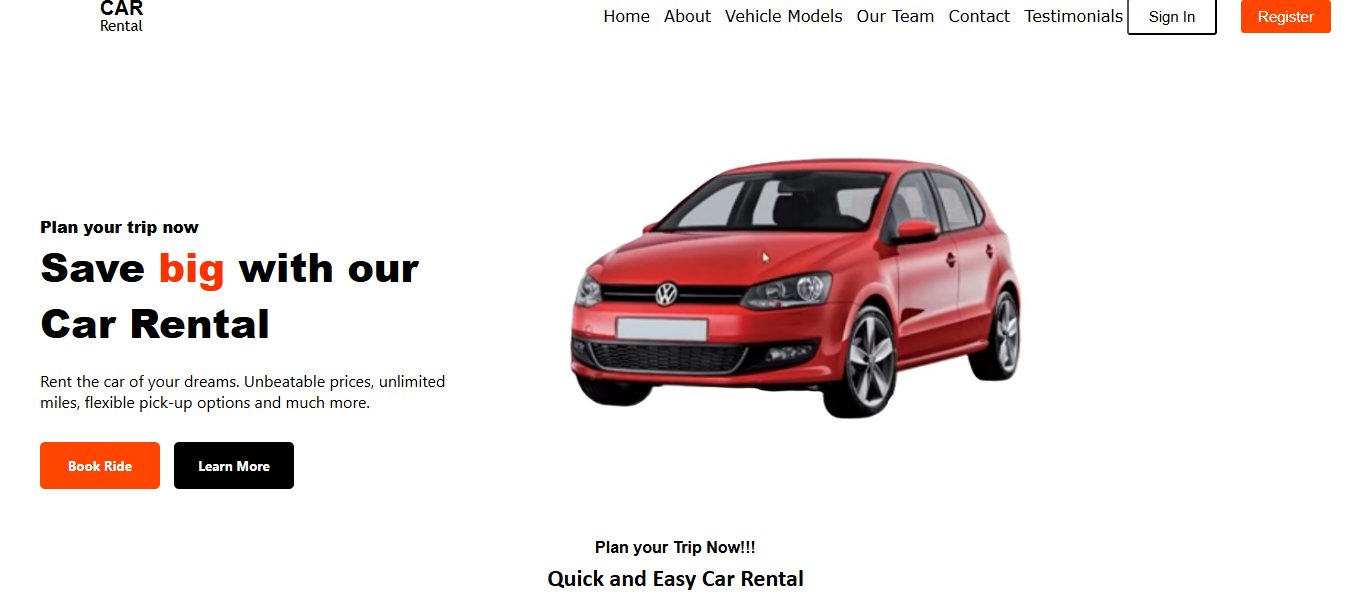 CAR
Rental
Home About Vehicle Models Our Team Contact Testimonials Sign In Register
Plan your trip now
Save big with our
Car Rental
Rent the car of your dreams. Unbeatable prices, unlimited
miles, flexible pick-up options and much more.
Book Ride Learn More
Plan your Trip Now!!!
Quick and Easy Car Rental